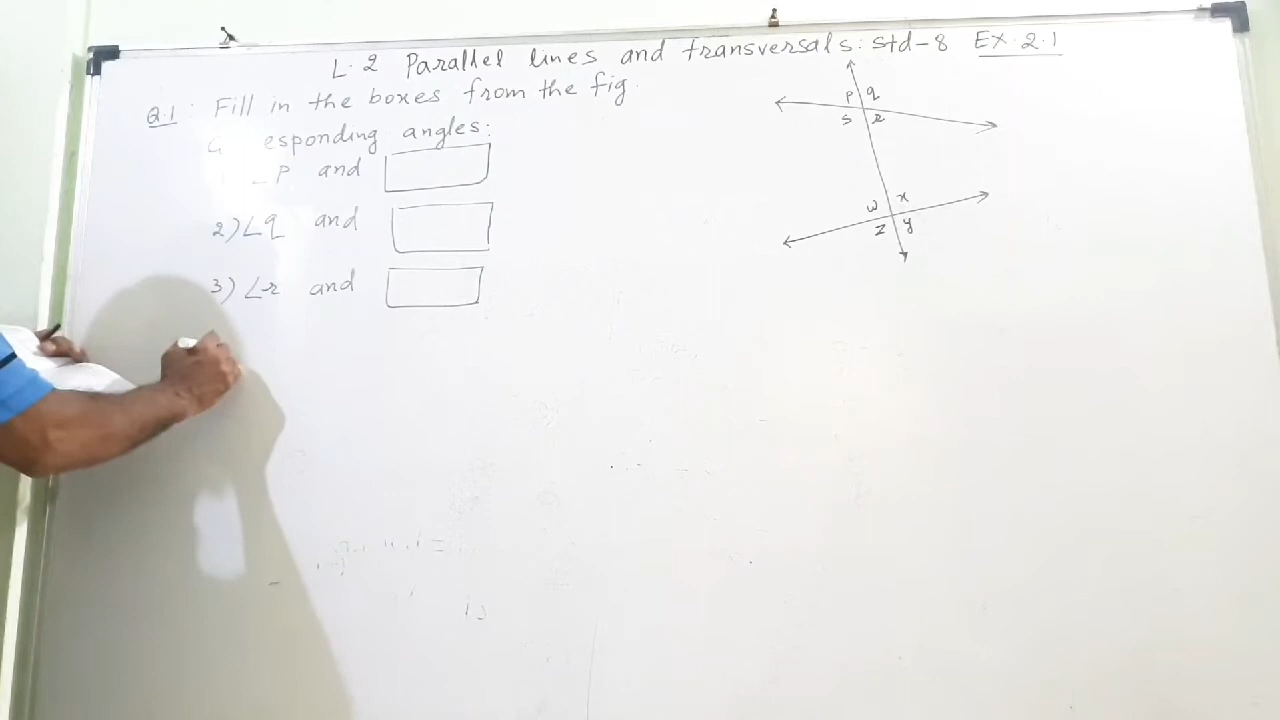 L. 2 Parallel lines and transversals: std-8 Ex. 2.1
Q.1: Fill in the boxes from the fig.
esponding angles:
∠P and
2) ∠q and
3) ∠r and
P q
s r
w x
z y